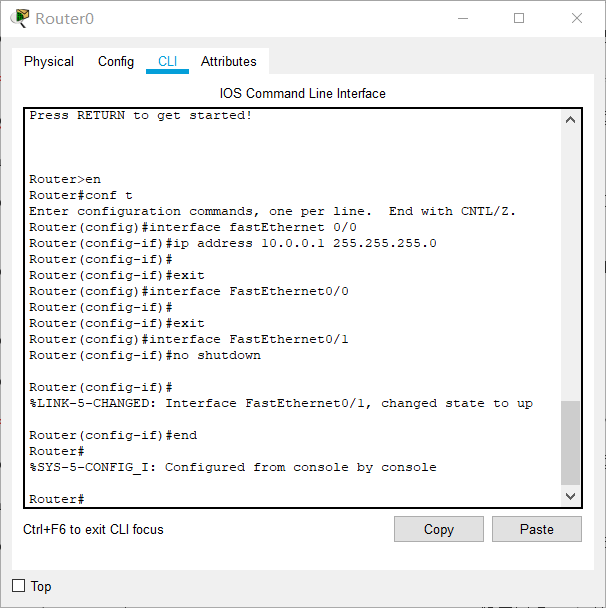 Router0
Physical Config CLI Attributes
IOS Command Line Interface
Press RETURN to get started!
Router>en
Router#conf t
Enter configuration commands, one per line.  End with CNTL/Z.
Router(config)#interface fastEthernet 0/0
Router(config-if)#ip address 10.0.0.1 255.255.255.0
Router(config-if)#
Router(config-if)#exit
Router(config)#interface FastEthernet0/0
Router(config-if)#
Router(config-if)#exit
Router(config)#interface FastEthernet0/1
Router(config-if)#no shutdown
Router(config-if)#
%LINK-5-CHANGED: Interface FastEthernet0/1, changed state to up
Router(config-if)#end
Router#
%SYS-5-CONFIG_I: Configured from console by console
Router#
Ctrl+F6 to exit CLI focus
Copy
Paste
Top